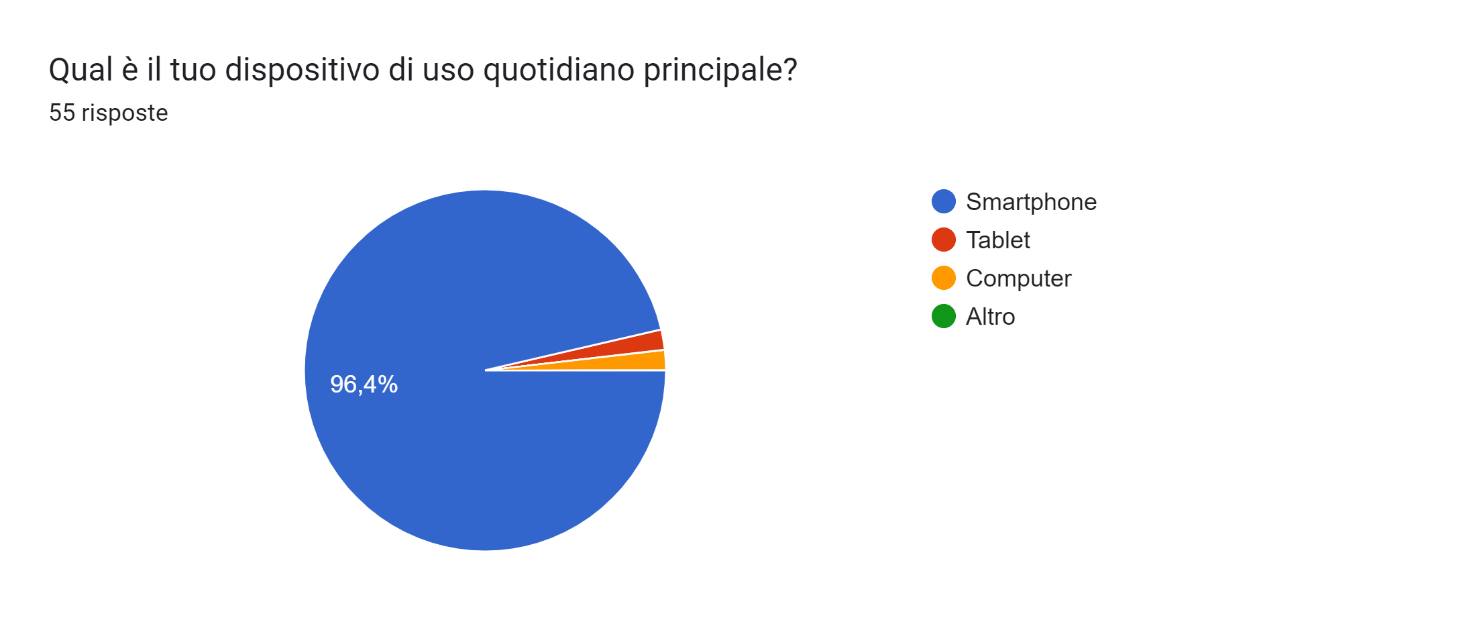 Qual è il tuo dispositivo di uso quotidiano principale?
55 risposte
96,4%
Smartphone
Tablet
Computer
Altro